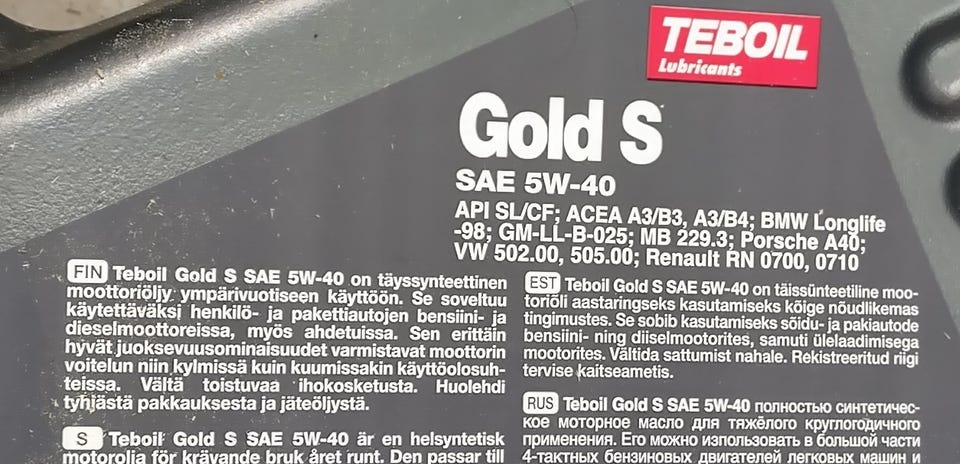 TEBOIL
Lubricants
Gold S
SAE 5W-40
API SL/CF; ACEA A3/B3, A3/B4; BMW Longlife
-98; GM-LL-B-025; MB 229.3; Porsche A40;
VW 502.00, 505.00; Renault RN 0700, 0710
FIN Teboil Gold S SAE 5W-40 on täyssynteettinen
moottoriöljy ympärivuotiseen käyttöön. Se soveltuu
käytettäväksi henkilö- ja pakettiautojen bensiini- ja
dieselmoottoreissa, myös ahdetuissa. Sen erittäin
hyvät juoksevuusominaisuudet varmistavat moottorin
voitelun niin kylmissä kuin kuumissakin käyttöolosuh-
teissa. Vältä toistuvaa ihokosketusta. Huolehdi
tyhjästä pakkauksesta ja jäteöljystä.
S Teboil Gold S SAE 5W-40 är en helsyntetisk
motorolja för krävande bruk året runt. Den passar till
EST Teboil Gold S SAE 5W-40 on täissünteetiline moo-
toriõli aastaringseks kasutamiseks kõige nõudlikemas
tingimustes. Se sobib kasutamiseks sõidu- ja pakiautode
bensiini- ning diiselmootorites, samuti ülelaadimisega
mootorites. Vältida sattumist nahale. Rekistreeritud riigi
tervise kaitseametis.
RUS Teboil Gold S SAE 5W-40 полностью синтетичес-
кое моторное масло для тяжёлого круглогодичного
применения. Его можно изпользовать в большой части
4-тактных бензиновых двигателей легковых машин и